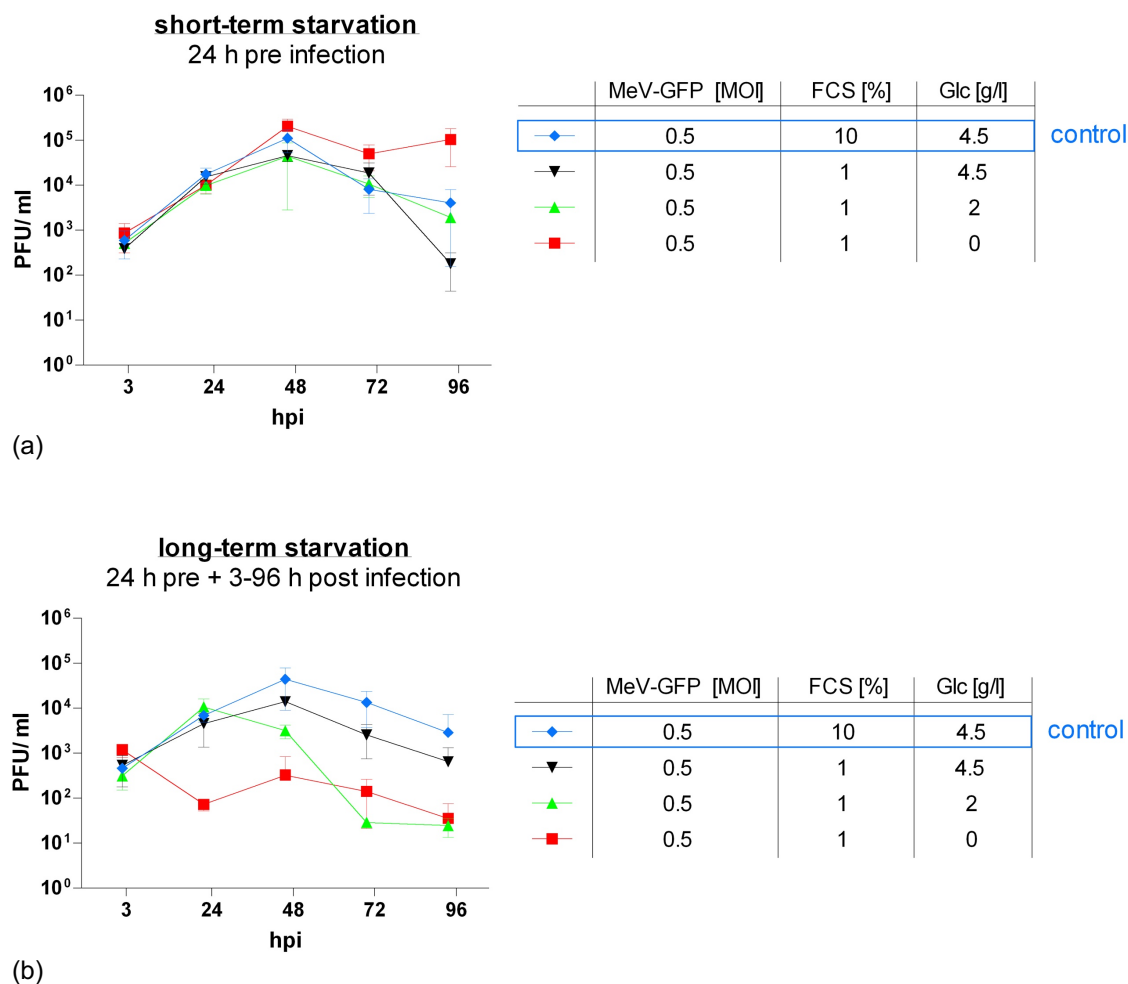 short-term starvation
24 h pre infection
PFU/ ml
10⁶
10⁵
10⁴
10³
10²
10¹
10⁰
3 24 48 72 96
hpi
MeV-GFP [MOI] FCS [%] Glc [g/l]
0.5 10 4.5 control
0.5 1 4.5
0.5 1 2
0.5 1 0
(a)
long-term starvation
24 h pre + 3-96 h post infection
PFU/ ml
10⁶
10⁵
10⁴
10³
10²
10¹
10⁰
3 24 48 72 96
hpi
MeV-GFP [MOI] FCS [%] Glc [g/l]
0.5 10 4.5 control
0.5 1 4.5
0.5 1 2
0.5 1 0
(b)